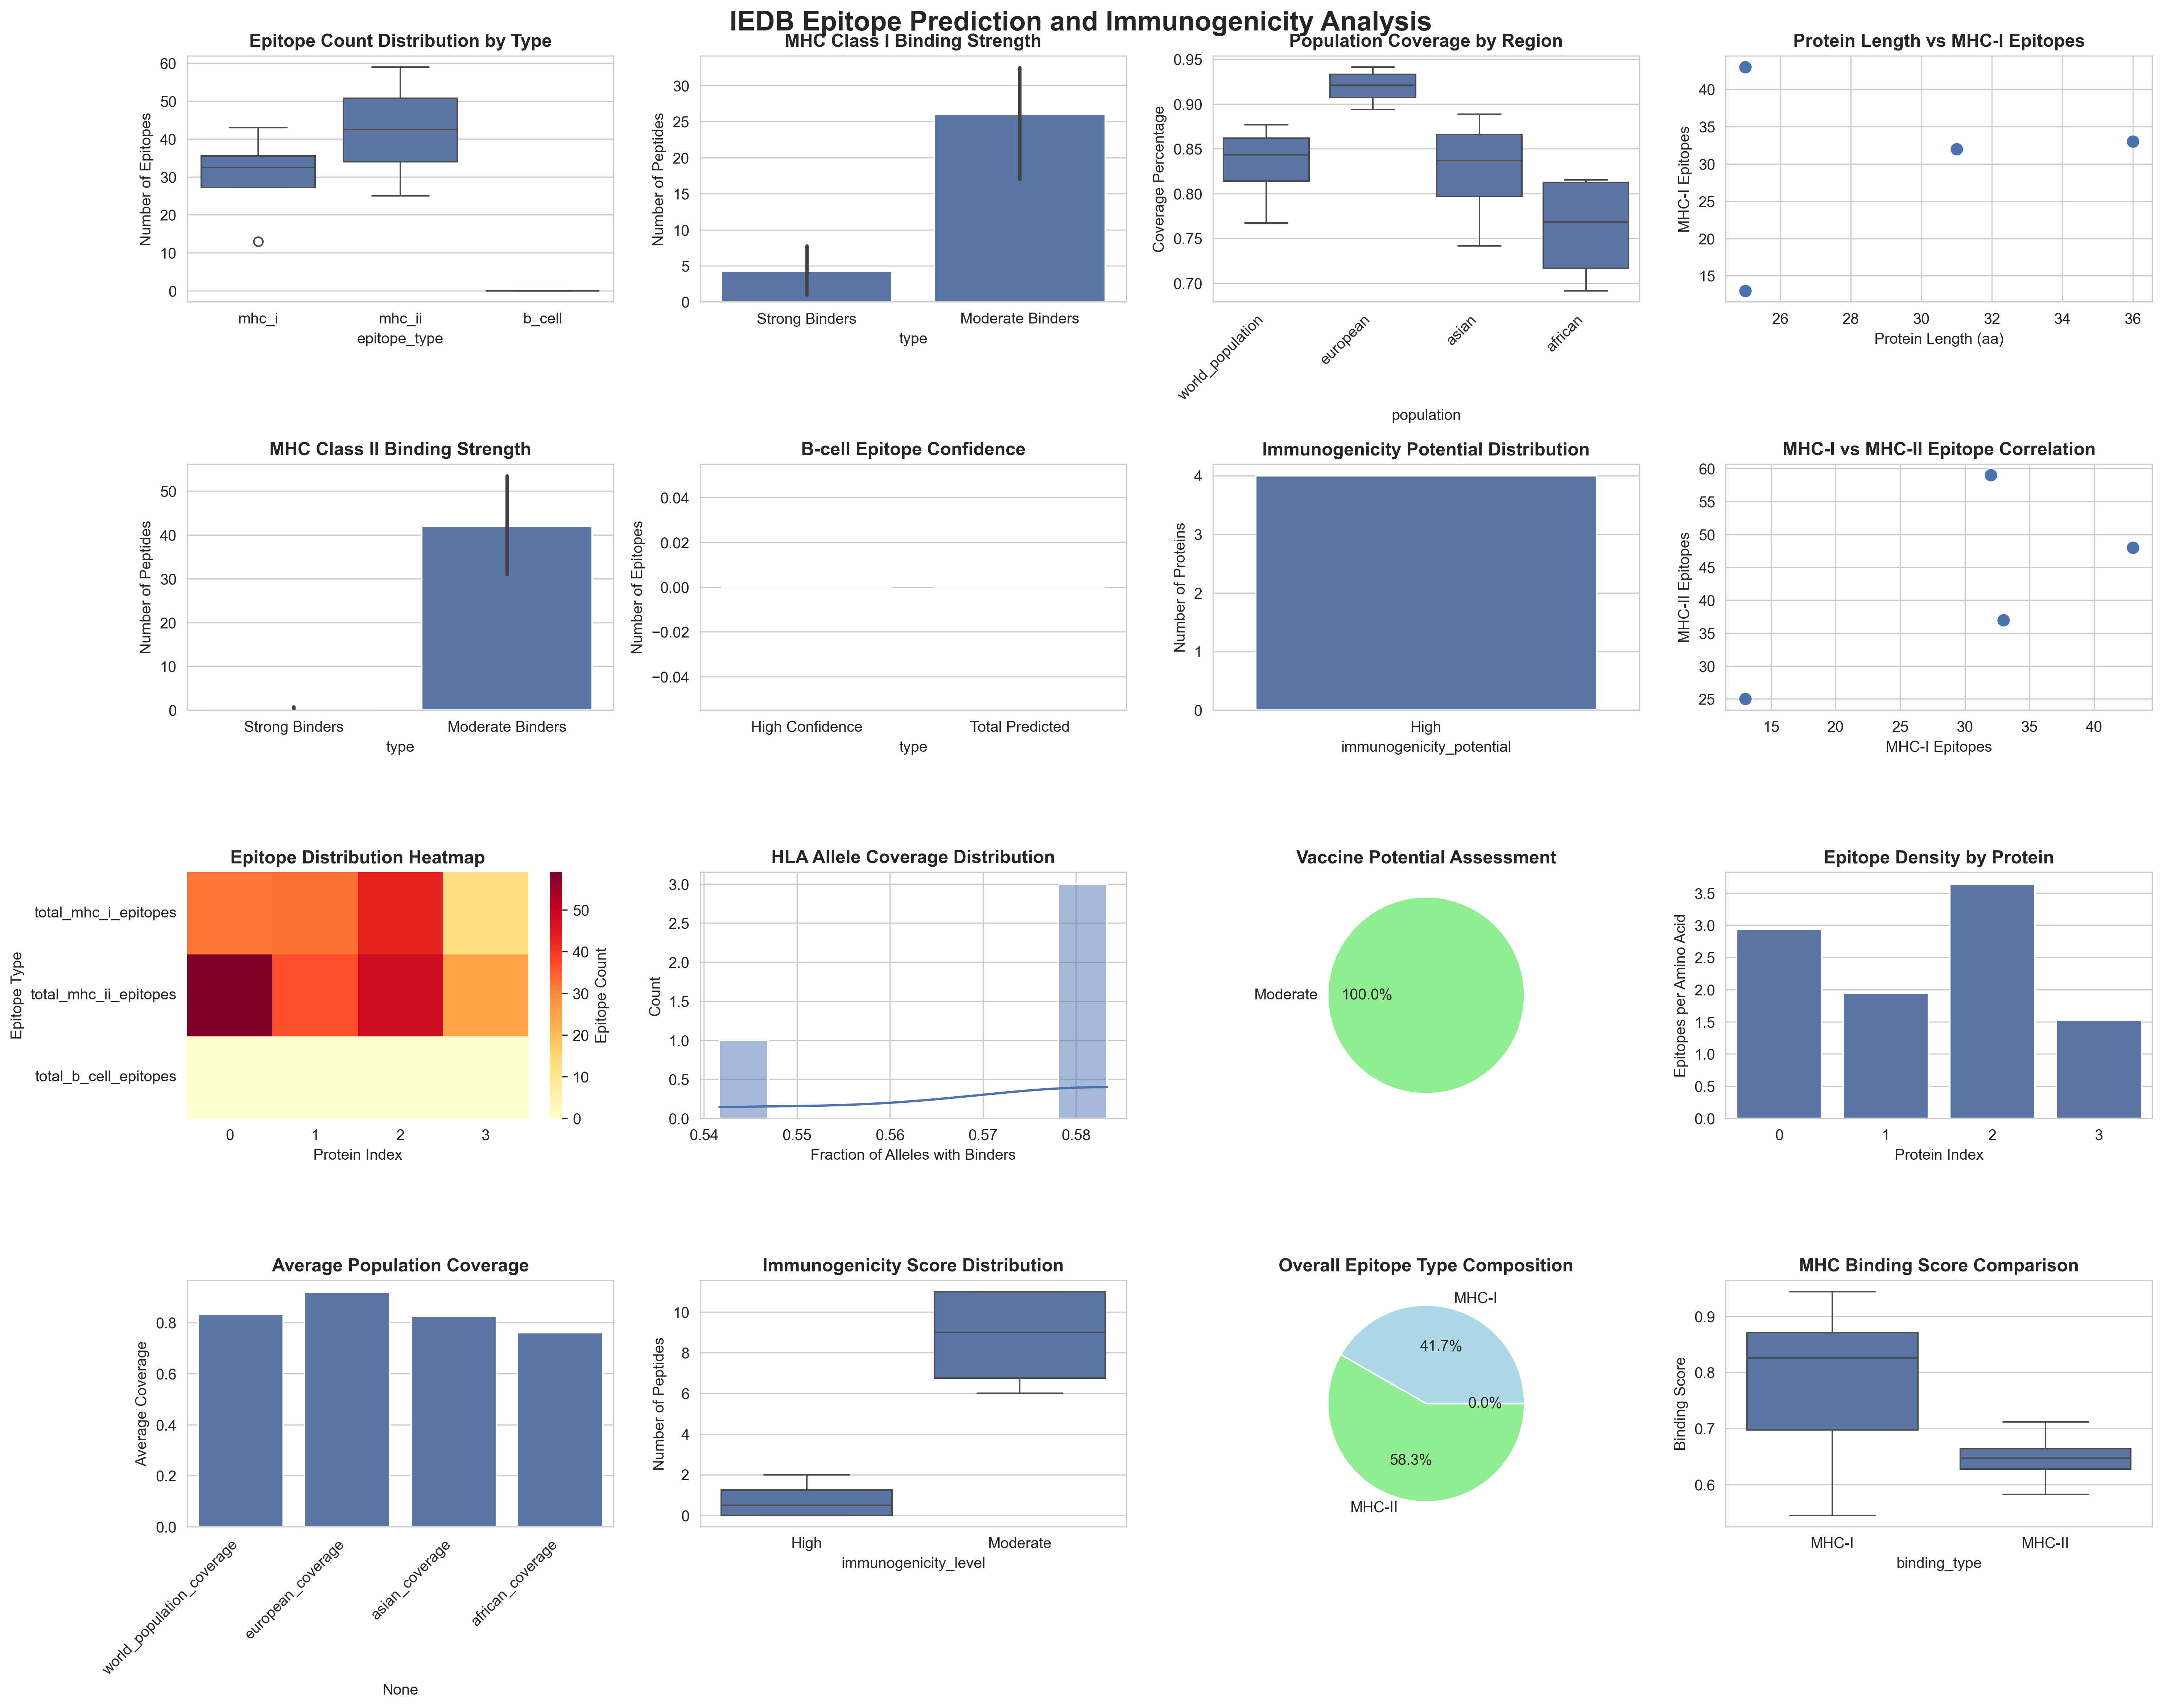 IEDB Epitope Prediction and Immunogenicity Analysis
Epitope Count Distribution by Type
Number of Epitopes
60
50
40
30
20
10
0
mhc_i
mhc_ii
b_cell
epitope_type
MHC Class I Binding Strength
Number of Peptides
30
25
20
15
10
5
0
Strong Binders
Moderate Binders
type
Population Coverage by Region
Coverage Percentage
0.95
0.90
0.85
0.80
0.75
0.70
world_population
european
asian
african
population
Protein Length vs MHC-I Epitopes
MHC-I Epitopes
40
35
30
25
20
15
26
28
30
32
34
36
Protein Length (aa)
MHC Class II Binding Strength
Number of Peptides
50
40
30
20
10
0
Strong Binders
Moderate Binders
type
B-cell Epitope Confidence
Number of Epitopes
0.04
0.02
0.00
−0.02
−0.04
High Confidence
Total Predicted
type
Immunogenicity Potential Distribution
Number of Proteins
4
3
2
1
0
High
immunogenicity_potential
MHC-I vs MHC-II Epitope Correlation
MHC-II Epitopes
60
55
50
45
40
35
30
25
15
20
25
30
35
40
MHC-I Epitopes
Epitope Distribution Heatmap
Epitope Type
total_mhc_i_epitopes
total_mhc_ii_epitopes
total_b_cell_epitopes
0
1
2
3
Protein Index
50
40
30
20
10
0
Epitope Count
HLA Allele Coverage Distribution
Count
3.0
2.5
2.0
1.5
1.0
0.5
0.0
0.54
0.55
0.56
0.57
0.58
Fraction of Alleles with Binders
Vaccine Potential Assessment
Moderate
100.0%
Epitope Density by Protein
Epitopes per Amino Acid
3.5
3.0
2.5
2.0
1.5
1.0
0.5
0.0
0
1
2
3
Protein Index
Average Population Coverage
Average Coverage
0.8
0.6
0.4
0.2
0.0
world_population_coverage
european_coverage
asian_coverage
african_coverage
None
Immunogenicity Score Distribution
Number of Peptides
10
8
6
4
2
0
High
Moderate
immunogenicity_level
Overall Epitope Type Composition
MHC-I
41.7%
0.0%
58.3%
MHC-II
MHC Binding Score Comparison
Binding Score
0.9
0.8
0.7
0.6
MHC-I
MHC-II
binding_type